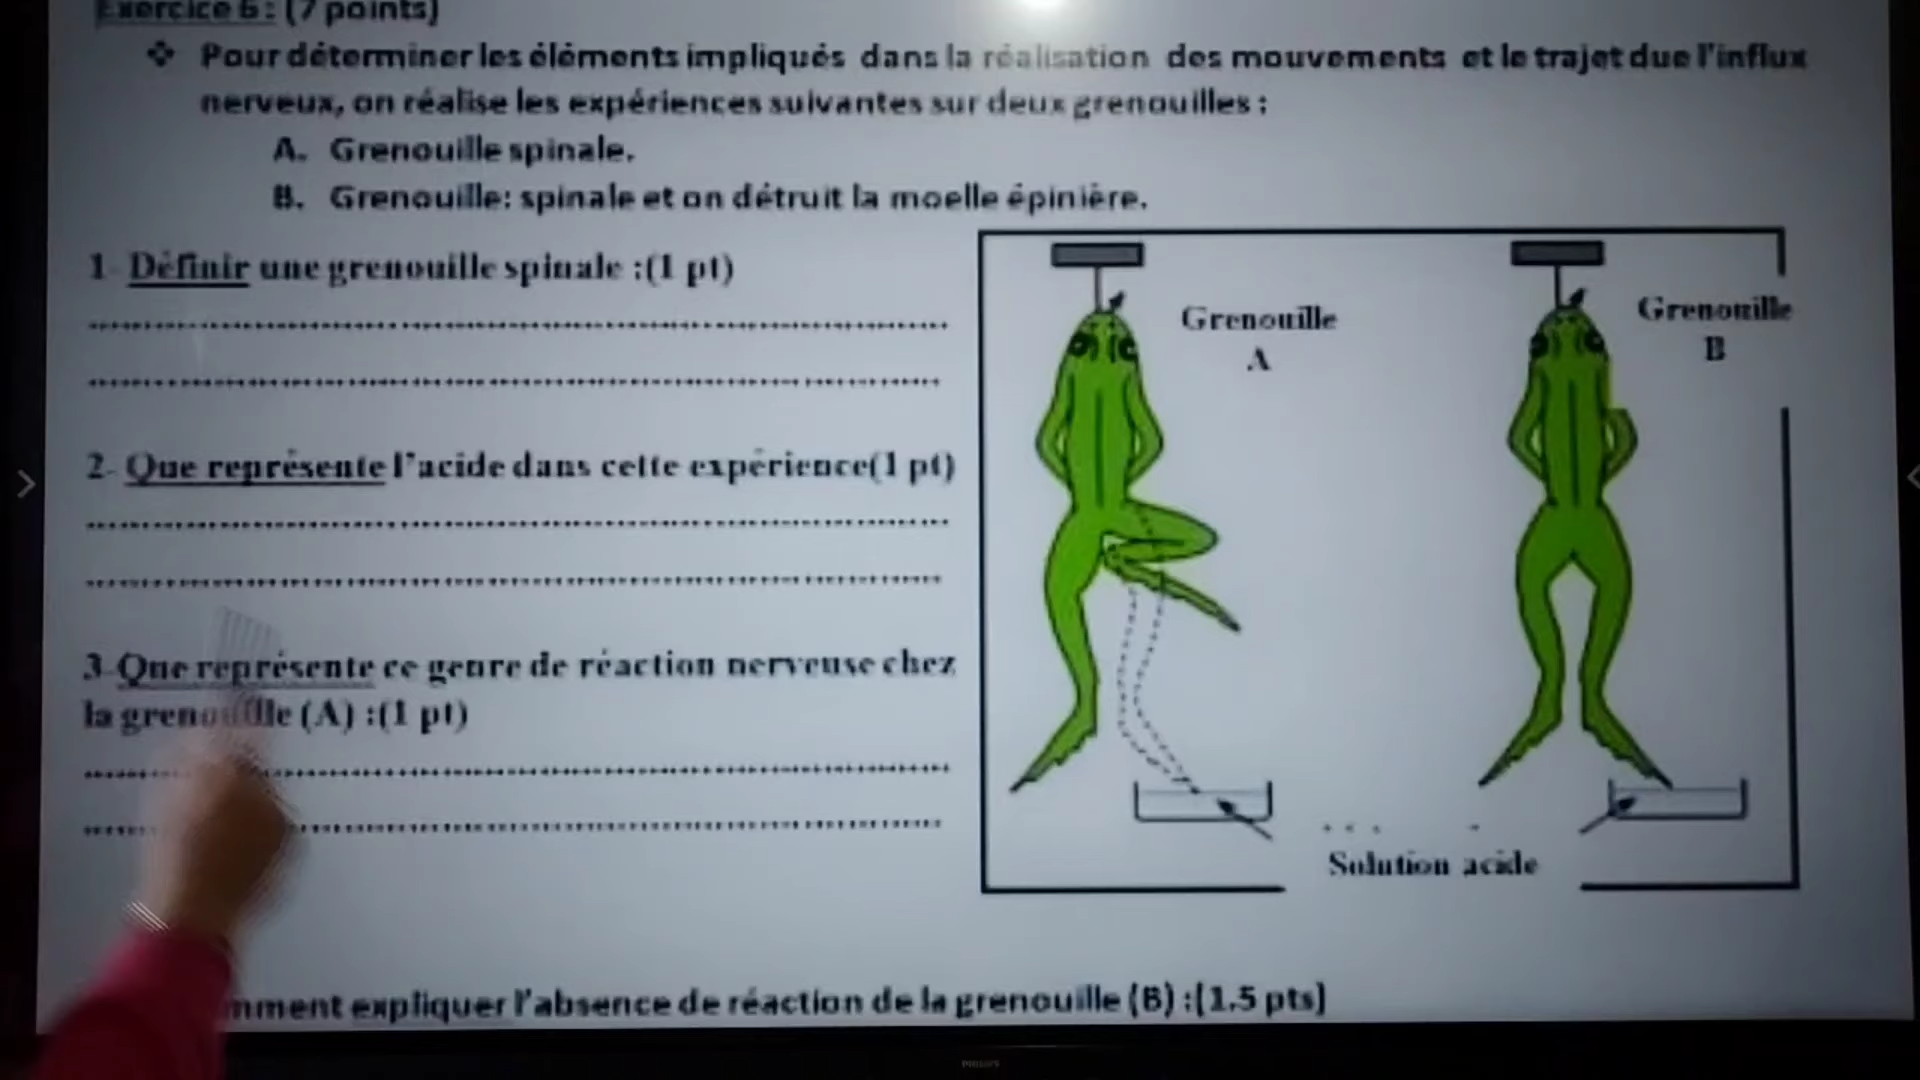 Exercice 6 : (7 points)
❖ Pour déterminer les éléments impliqués dans la réalisation des mouvements et le trajet due l'influx
nerveux, on réalise les expériences suivantes sur deux grenouilles :
A. Grenouille spinale.
B. Grenouille: spinale et on détruit la moelle épinière.
1- Définir une grenouille spinale :(1 pt)
2- Que représente l'acide dans cette expérience(1 pt)
3-Que représente ce genre de réaction nerveuse chez
la grenouille (A) :(1 pt)
Grenouille
A
Grenouille
B
Solution acide
mment expliquer l'absence de réaction de la grenouille (B) :(1.5 pts)
PHILIPS